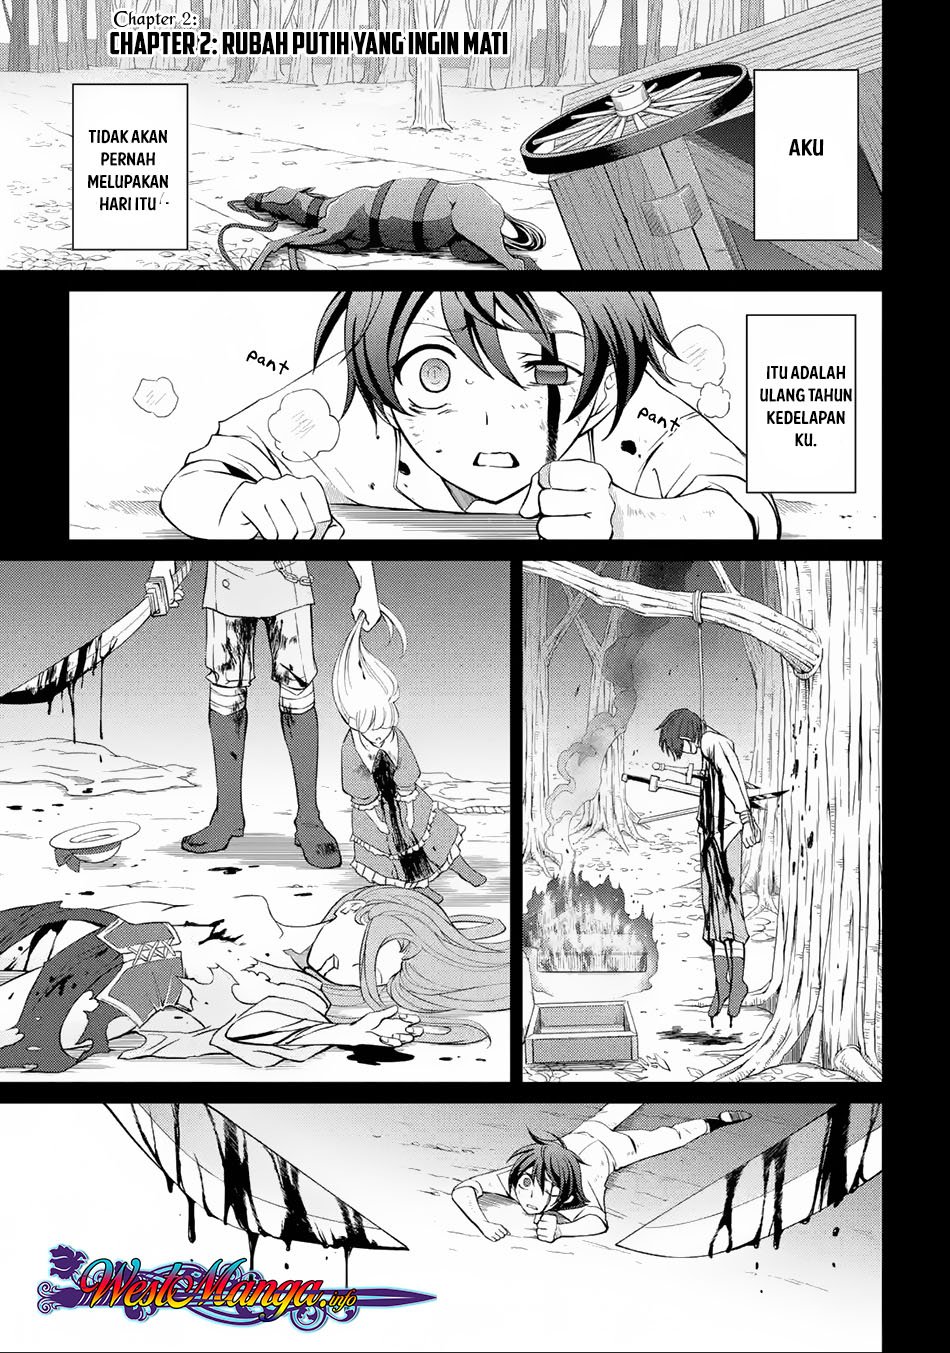 Chapter 2:
CHAPTER 2: RUBAH PUTIH YANG INGIN MATI
AKU
TIDAK AKAN
PERNAH
MELUPAKAN
HARI ITU..
ITU ADALAH
ULANG TAHUN
KEDELAPAN
KU.
pant
pant
WestManga.info